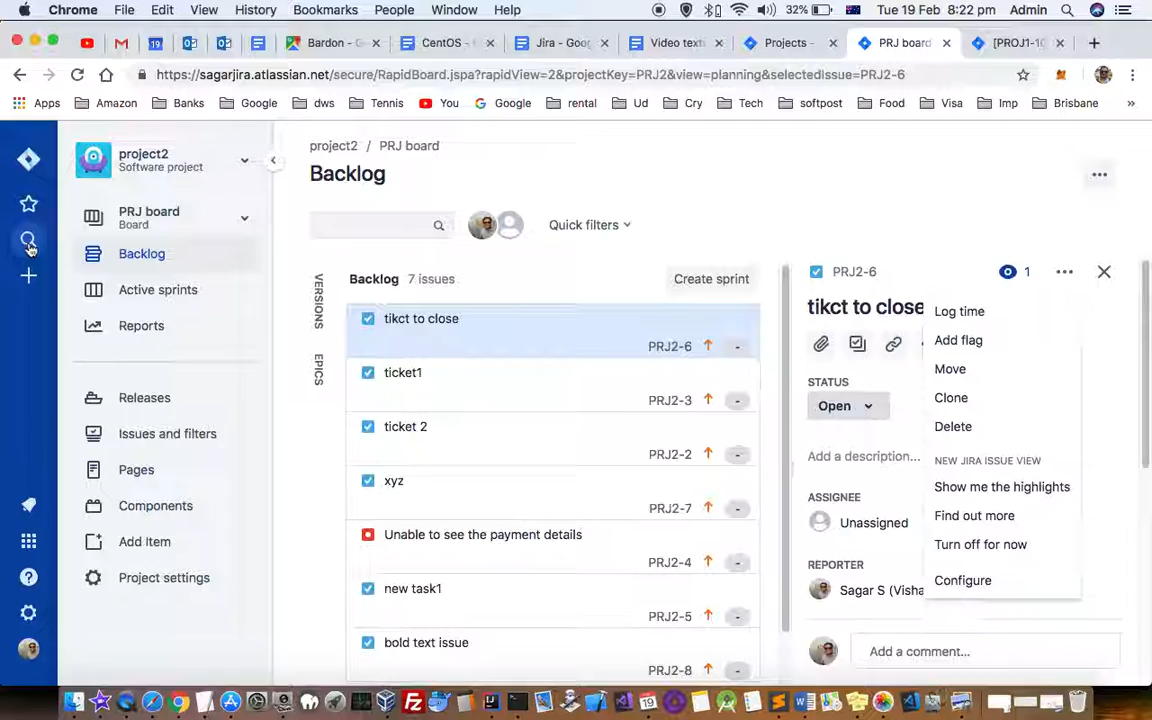 Chrome File Edit View History Bookmarks People Window Help 32% Tue 19 Feb 8:22 pm Admin
Bardon - G CentOS - Jira - Goo Video text Projects - PRJ board [PROJ1-10
https://sagarjira.atlassian.net/secure/RapidBoard.jspa?rapidView=2&projectKey=PRJ2&view=planning&selectedIssue=PRJ2-6
Apps Amazon Banks Google dws Tennis You Google rental Ud Cry Tech softpost Food Visa Imp Brisbane »
project2
Software project
PRJ board
Board
Backlog
Active sprints
Reports
Releases
Issues and filters
Pages
Components
Add Item
Project settings
project2 / PRJ board
Backlog
Quick filters
VERSIONS
EPICS
Backlog 7 issues Create sprint
tikct to close
PRJ2-6 -
ticket1
PRJ2-3 -
ticket 2
PRJ2-2 -
xyz
PRJ2-7 -
Unable to see the payment details
PRJ2-4 -
new task1
PRJ2-5 -
bold text issue
PRJ2-8 -
PRJ2-6 1
tikct to close
STATUS
Open
Add a description...
ASSIGNEE
Unassigned
REPORTER
Sagar S (Visha
Add a comment...
Log time
Add flag
Move
Clone
Delete
NEW JIRA ISSUE VIEW
Show me the highlights
Find out more
Turn off for now
Configure